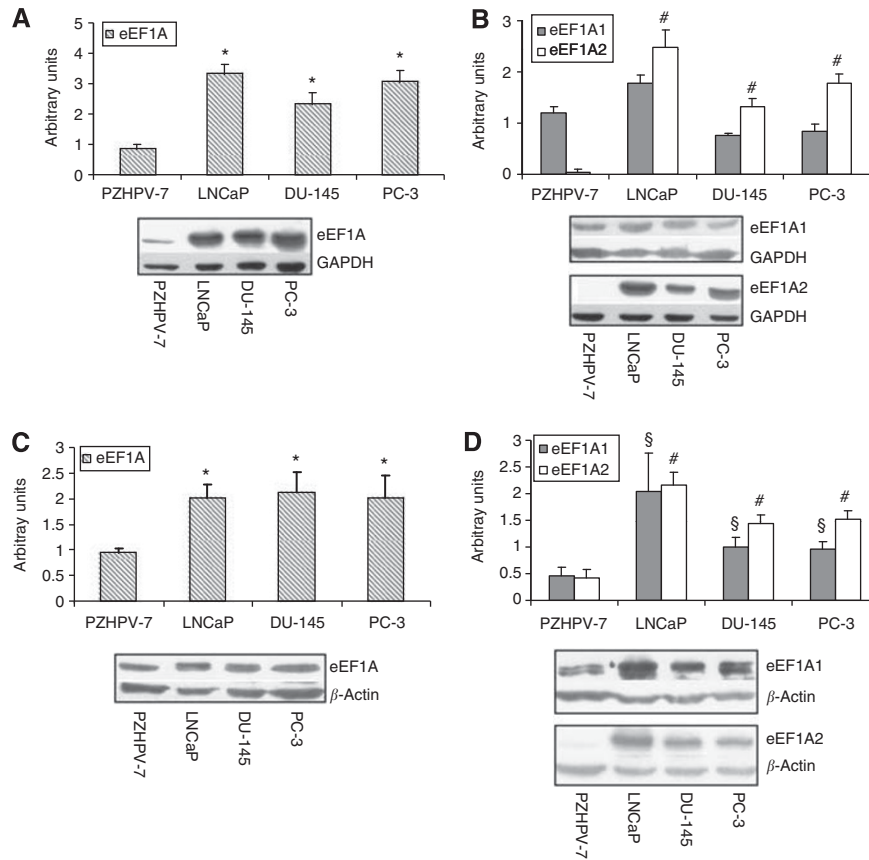 A
Arbitrary units
5
4
3
2
1
0
eEF1A
* * *
PZHPV-7 LNCaP DU-145 PC-3
eEF1A
GAPDH
PZHPV-7 LNCaP DU-145 PC-3
B
Arbitrary units
3
2
1
0
eEF1A1
eEF1A2
# # #
PZHPV-7 LNCaP DU-145 PC-3
eEF1A1
GAPDH
eEF1A2
GAPDH
PZHPV-7 LNCaP DU-145 PC-3
C
Arbitray units
3
2.5
2
1.5
1
0.5
0
eEF1A
* * *
PZHPV-7 LNCaP DU-145 PC-3
eEF1A
β-Actin
PZHPV-7 LNCaP DU-145 PC-3
D
Arbitray units
3
2.5
2
1.5
1
0.5
0
eEF1A1
eEF1A2
§ # § # § #
PZHPV-7 LNCaP DU-145 PC-3
eEF1A1
β-Actin
eEF1A2
β-Actin
PZHPV-7 LNCaP DU-145 PC-3